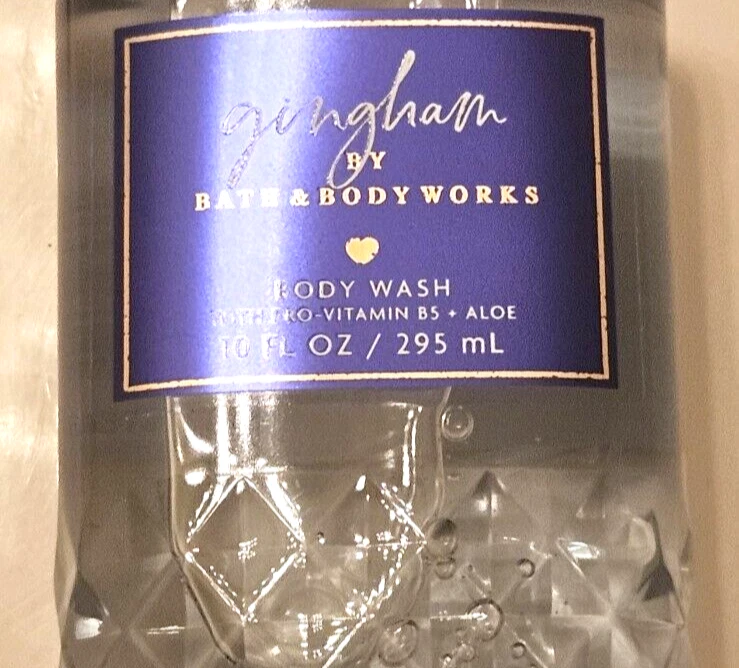 gingham
BY
BATH & BODY WORKS
BODY WASH
WITH PRO-VITAMIN B5 + ALOE
10 FL OZ / 295 mL